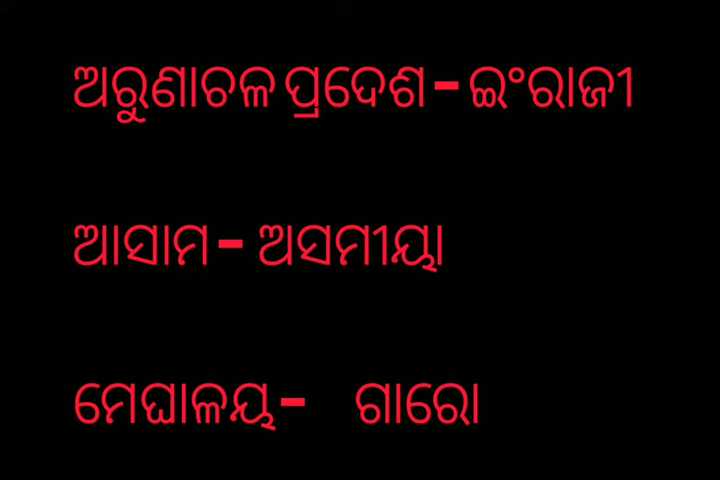 ଅରୁଣାଚଳ ପ୍ରଦେଶ - ଇଂରାଜୀ
ଆସାମ - ଅସମୀୟା
ମେଘାଳୟ - ଗାରୋ